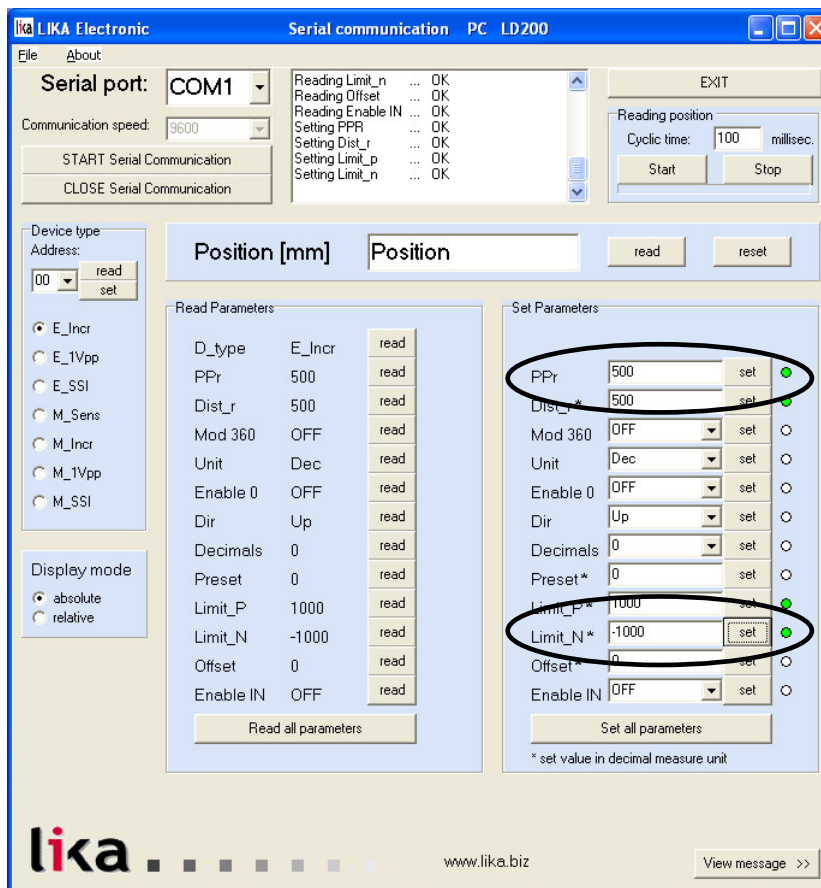 lika LIKA Electronic Serial communication PC LD200
File About
Serial port: COM1
Communication speed: 9600
START Serial Communication
CLOSE Serial Communication
Reading Limit_n ... OK
Reading Offset ... OK
Reading Enable IN ... OK
Setting PPR ... OK
Setting Dist_r ... OK
Setting Limit_p ... OK
Setting Limit_n ... OK
EXIT
Reading position
Cyclic time: 100 millisec.
Start Stop
Device type
Address:
00 read
set
E_Incr
E_1Vpp
E_SSI
M_Sens
M_Incr
M_1Vpp
M_SSI
Display mode
absolute
relative
Position [mm] Position read reset
Read Parameters
D_type E_Incr read
PPr 500 read
Dist_r 500 read
Mod 360 OFF read
Unit Dec read
Enable 0 OFF read
Dir Up read
Decimals 0 read
Preset 0 read
Limit_P 1000 read
Limit_N -1000 read
Offset 0 read
Enable IN OFF read
Read all parameters
Set Parameters
PPr 500 set
Dist_r* 500 set
Mod 360 OFF set
Unit Dec set
Enable 0 OFF set
Dir Up set
Decimals 0 set
Preset* 0 set
Limit_P* 1000 set
Limit_N* -1000 set
Offset* 0 set
Enable IN OFF set
Set all parameters
* set value in decimal measure unit
lika
www.lika.biz
View message >>